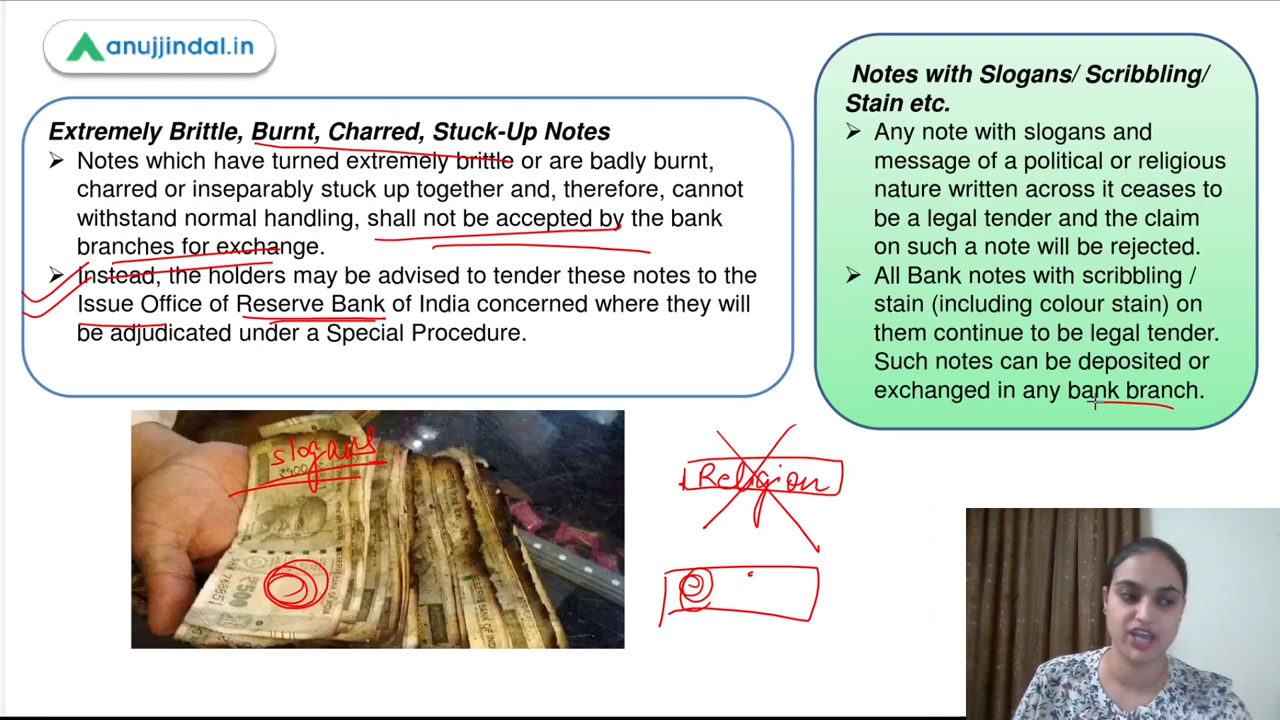 anujjindal.in
Extremely Brittle, Burnt, Charred, Stuck-Up Notes
➢ Notes which have turned extremely brittle or are badly burnt,
charred or inseparably stuck up together and, therefore, cannot
withstand normal handling, shall not be accepted by the bank
branches for exchange.
➢ Instead, the holders may be advised to tender these notes to the
Issue Office of Reserve Bank of India concerned where they will
be adjudicated under a Special Procedure.
Notes with Slogans/ Scribbling/
Stain etc.
➢ Any note with slogans and
message of a political or religious
nature written across it ceases to
be a legal tender and the claim
on such a note will be rejected.
➢ All Bank notes with scribbling /
stain (including colour stain) on
them continue to be legal tender.
Such notes can be deposited or
exchanged in any bank branch.
slogans
Religion
₹500
RESERVE BANK OF INDIA